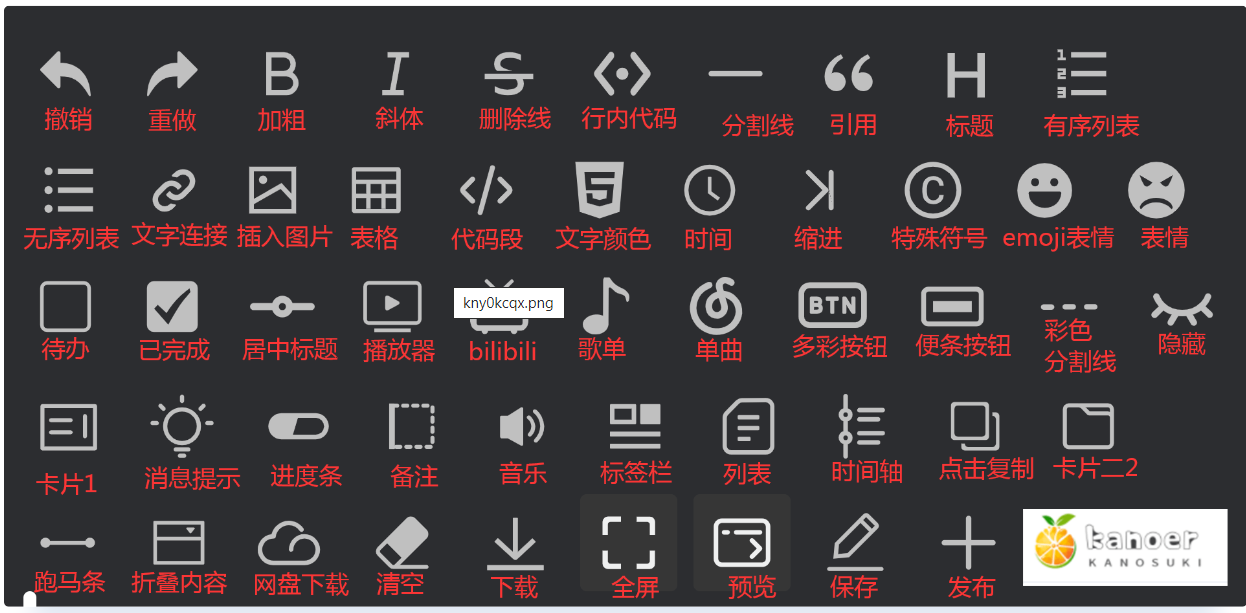 撤销 重做 加粗 斜体 删除线 行内代码 分割线 引用 标题 有序列表
无序列表 文字连接 插入图片 表格 代码段 文字颜色 时间 缩进 特殊符号 emoji表情 表情
kny0kcqx.png
BTN
待办 已完成 居中标题 播放器 bilibili 歌单 单曲 多彩按钮 便条按钮 彩色 隐藏
分割线
卡片1 消息提示 进度条 备注 音乐 标签栏 列表 时间轴 点击复制 卡片二2
kanoer
KANOSUKI
跑马条 折叠内容 网盘下载 清空 下载 全屏 预览 保存 发布